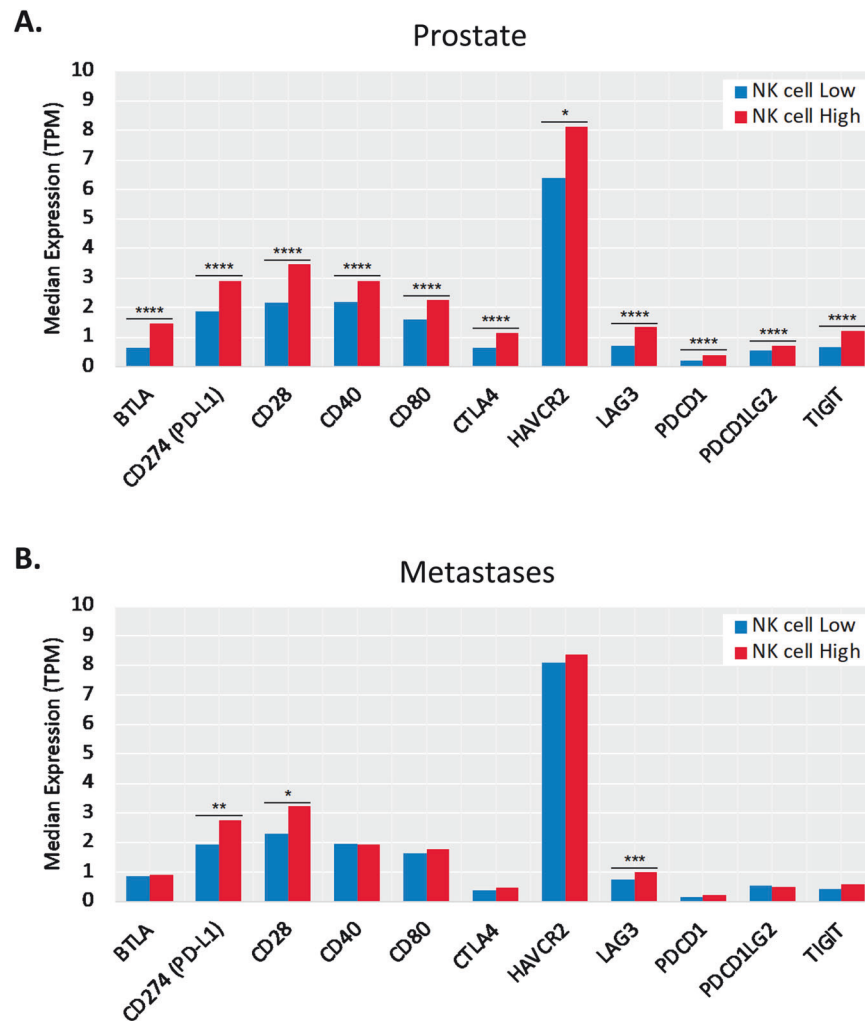 A.
Prostate
Median Expression (TPM)
10
9
8
7
6
5
4
3
2
1
0
NK cell Low
NK cell High
****
****
****
****
****
****
*
****
****
****
****
BTLA
CD274 (PD-L1)
CD28
CD40
CD80
CTLA4
HAVCR2
LAG3
PDCD1
PDCD1LG2
TIGIT
B.
Metastases
Median Expression (TPM)
10
9
8
7
6
5
4
3
2
1
0
NK cell Low
NK cell High
**
*
***
BTLA
CD274 (PD-L1)
CD28
CD40
CD80
CTLA4
HAVCR2
LAG3
PDCD1
PDCD1LG2
TIGIT